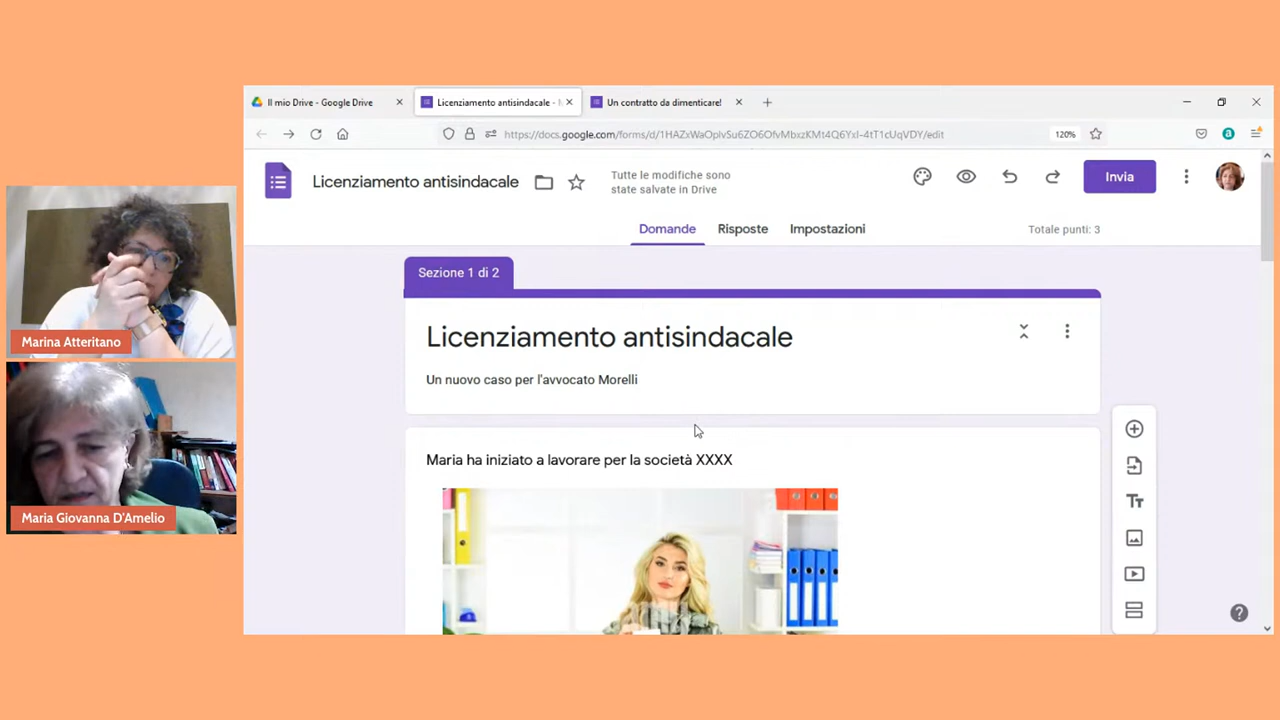 Il mio Drive - Google Drive
Licenziamento antisindacale -
Un contratto da dimenticare!
https://docs.google.com/forms/d/1HAZxWaOplvSu6ZO6OfvMbxzKMt4Q6YxI-4tT1cUqVDY/edit
120%
Licenziamento antisindacale
Tutte le modifiche sono
state salvate in Drive
Invia
Domande
Risposte
Impostazioni
Totale punti: 3
Sezione 1 di 2
Licenziamento antisindacale
Un nuovo caso per l'avvocato Morelli
Maria ha iniziato a lavorare per la società XXXX
Marina Atteritano
Maria Giovanna D'Amelio